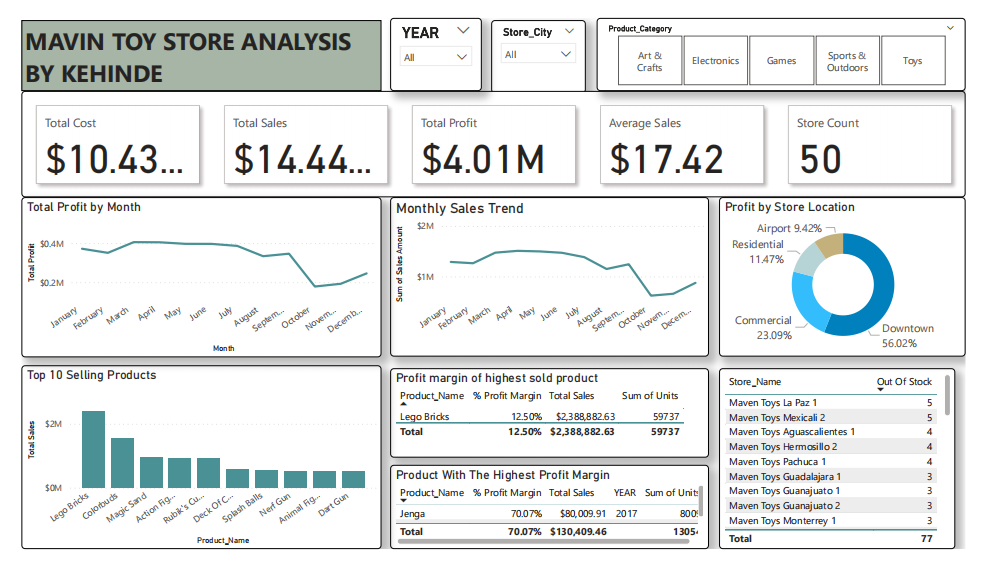 MAVIN TOY STORE ANALYSIS
BY KEHINDE
YEAR
All
Store_City
All
Product_Category
Art &
Crafts
Electronics
Games
Sports &
Outdoors
Toys
Total Cost
$10.43...
Total Sales
$14.44...
Total Profit
$4.01M
Average Sales
$17.42
Store Count
50
Total Profit by Month
Total Profit
$0.4M
$0.2M
January
February
March
April
May
June
July
August
Septem...
October
Novem...
Decemb...
Month
Monthly Sales Trend
Sum of Sales Amount
$2M
$1M
January
February
March
April
May
June
July
August
Septem...
October
Novem...
Decem...
Profit by Store Location
Airport 9.42%
Residential
11.47%
Commercial
23.09%
Downtown
56.02%
Top 10 Selling Products
Total Sales
$2M
$0M
Lego Bricks
Colorbuds
Magic Sand
Action Fig...
Rubik's Cu...
Deck Of C...
Splash Balls
Nerf Gun
Animal Fig...
Dart Gun
Product_Name
Profit margin of highest sold product
Product_Name % Profit Margin Total Sales Sum of Units
Lego Bricks 12.50% $2,388,882.63 59737
Total 12.50% $2,388,882.63 59737
Product With The Highest Profit Margin
Product_Name % Profit Margin Total Sales YEAR Sum of Units
Jenga 70.07% $80,009.91 2017 800
Total 70.07% $130,409.46 1305
Store_Name Out Of Stock
Maven Toys La Paz 1 5
Maven Toys Mexicali 2 5
Maven Toys Aguascalientes 1 4
Maven Toys Hermosillo 2 4
Maven Toys Pachuca 1 4
Maven Toys Guadalajara 1 3
Maven Toys Guanajuato 1 3
Maven Toys Guanajuato 2 3
Maven Toys Monterrey 1 3
Total 77